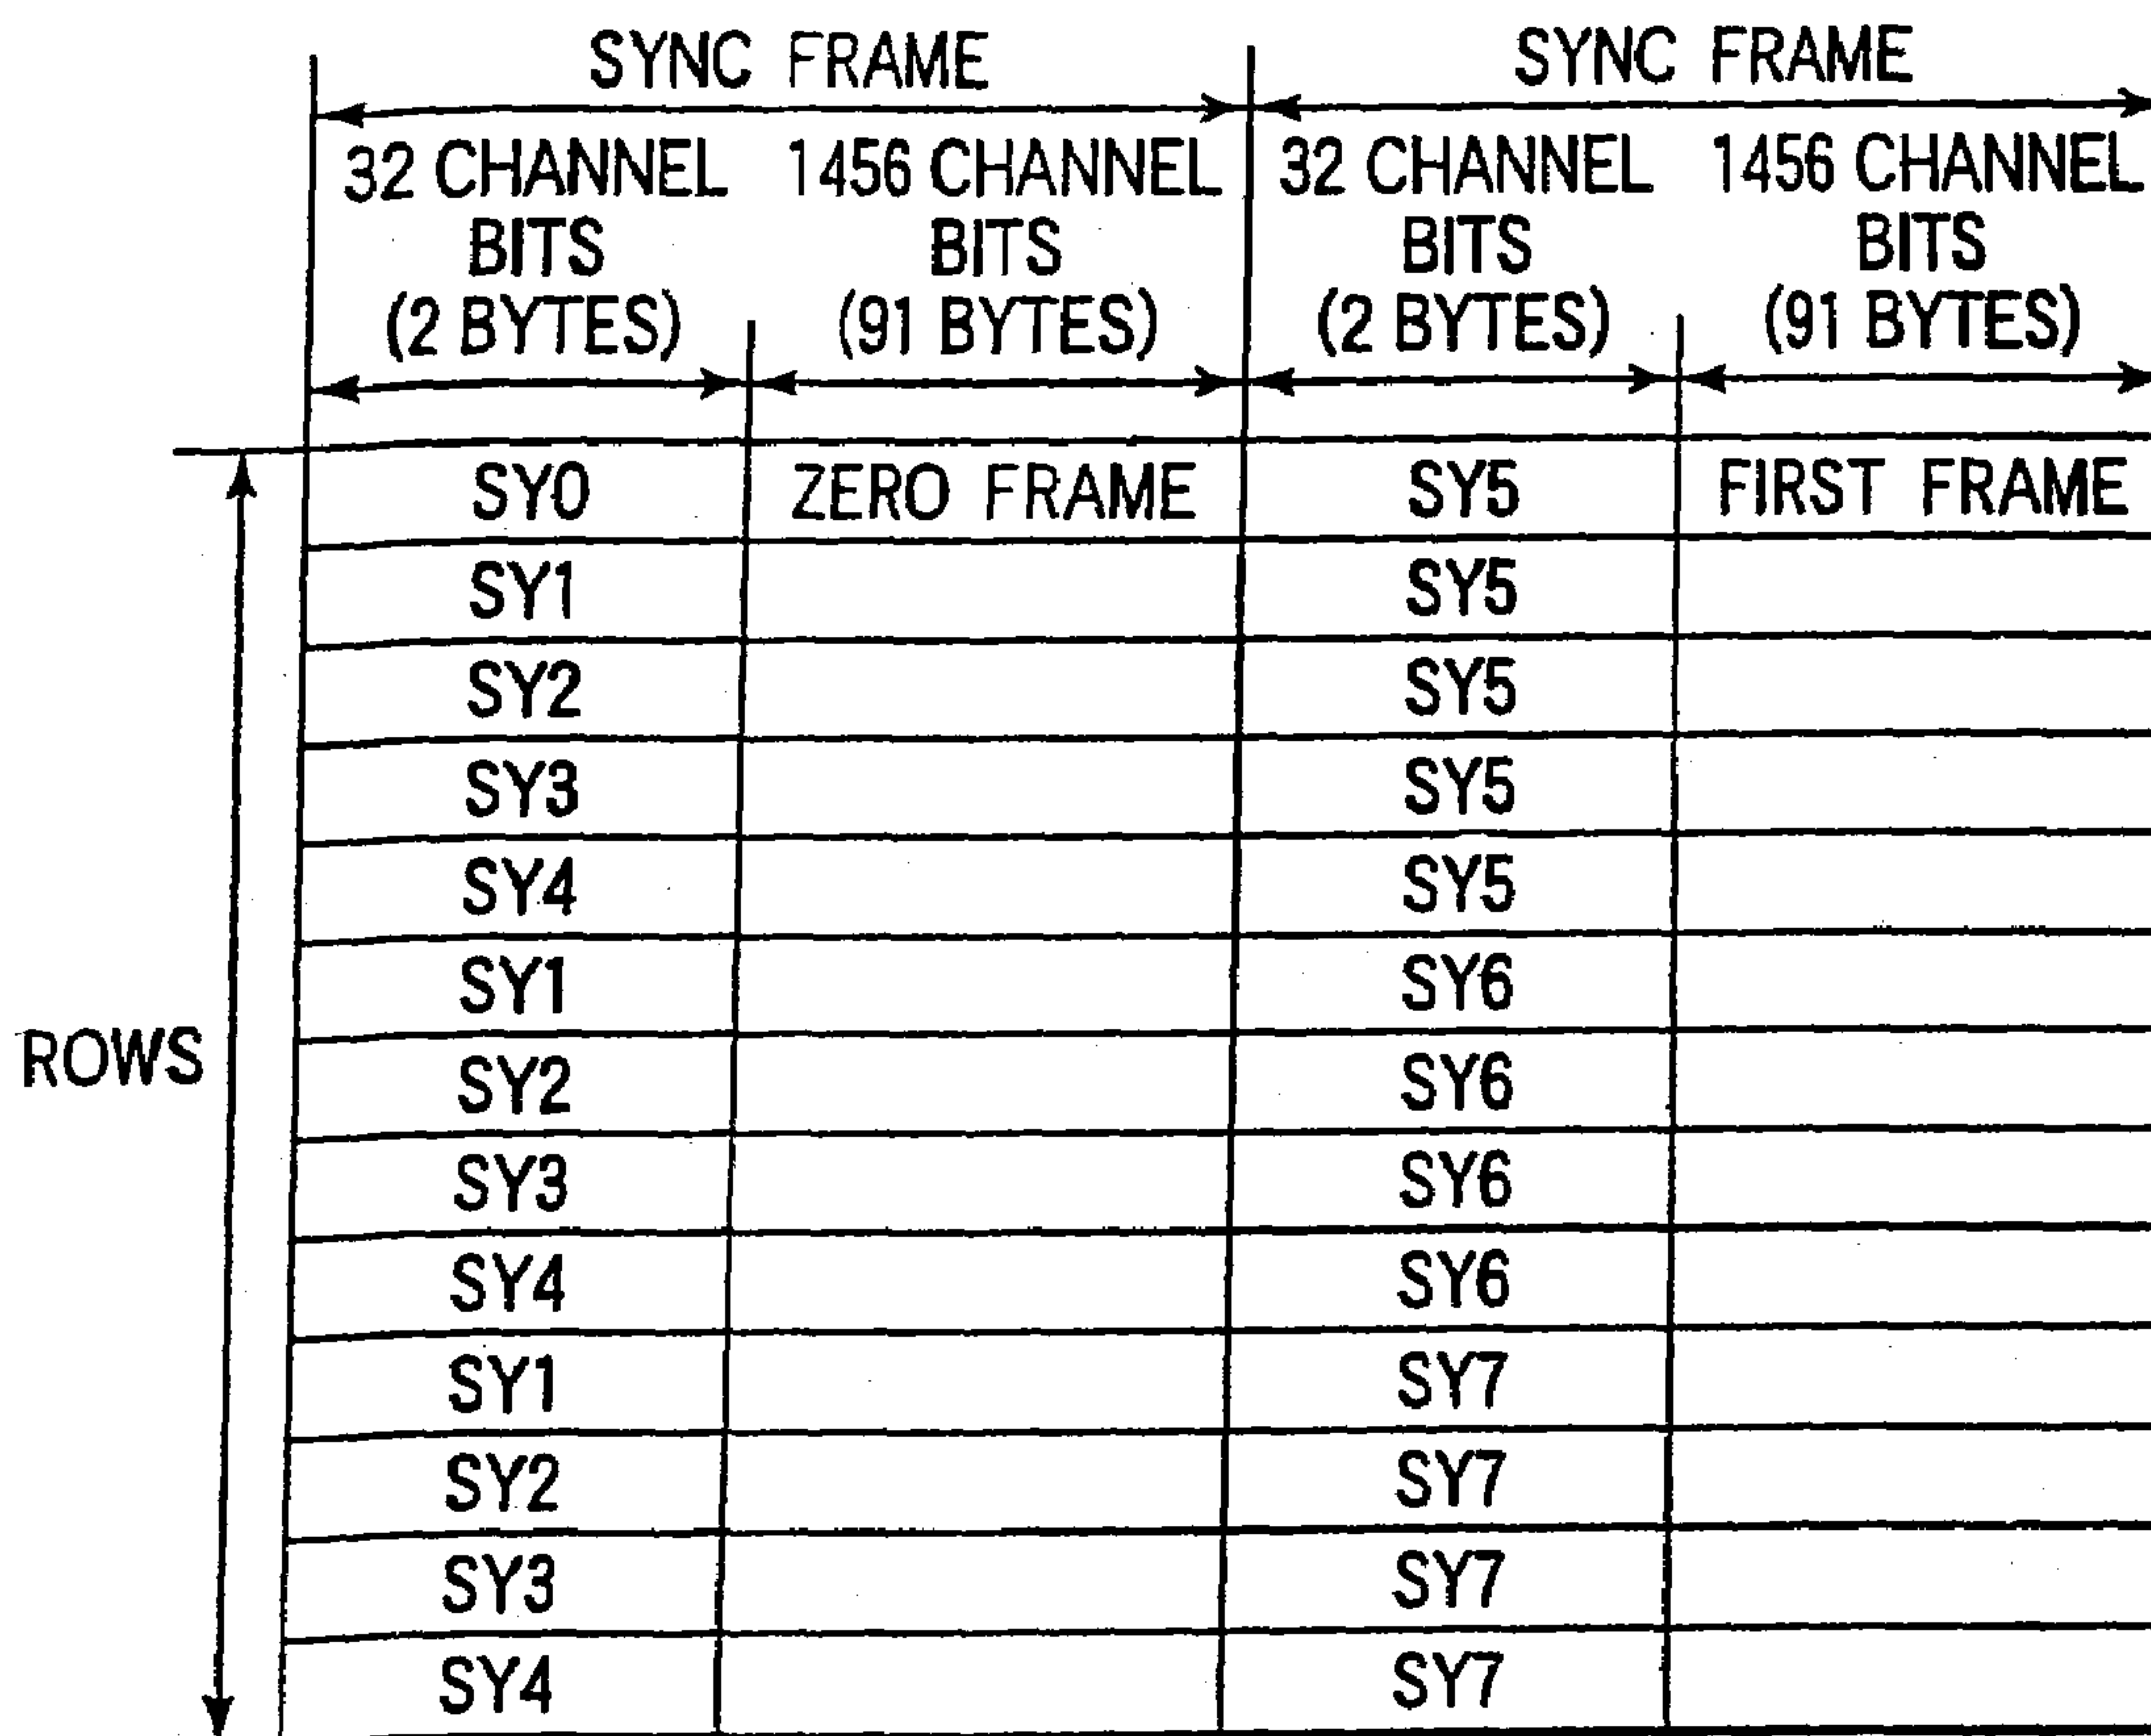 SYNC FRAME SYNC FRAME
32 CHANNEL BITS (2 BYTES) 1456 CHANNEL BITS (91 BYTES) 32 CHANNEL BITS (2 BYTES) 1456 CHANNEL BITS (91 BYTES)
SY0 ZERO FRAME SY5 FIRST FRAME
SY1 SY5
SY2 SY5
SY3 SY5
SY4 SY5
SY1 SY6
ROWS
SY2 SY6
SY3 SY6
SY4 SY6
SY1 SY7
SY2 SY7
SY3 SY7
SY4 SY7